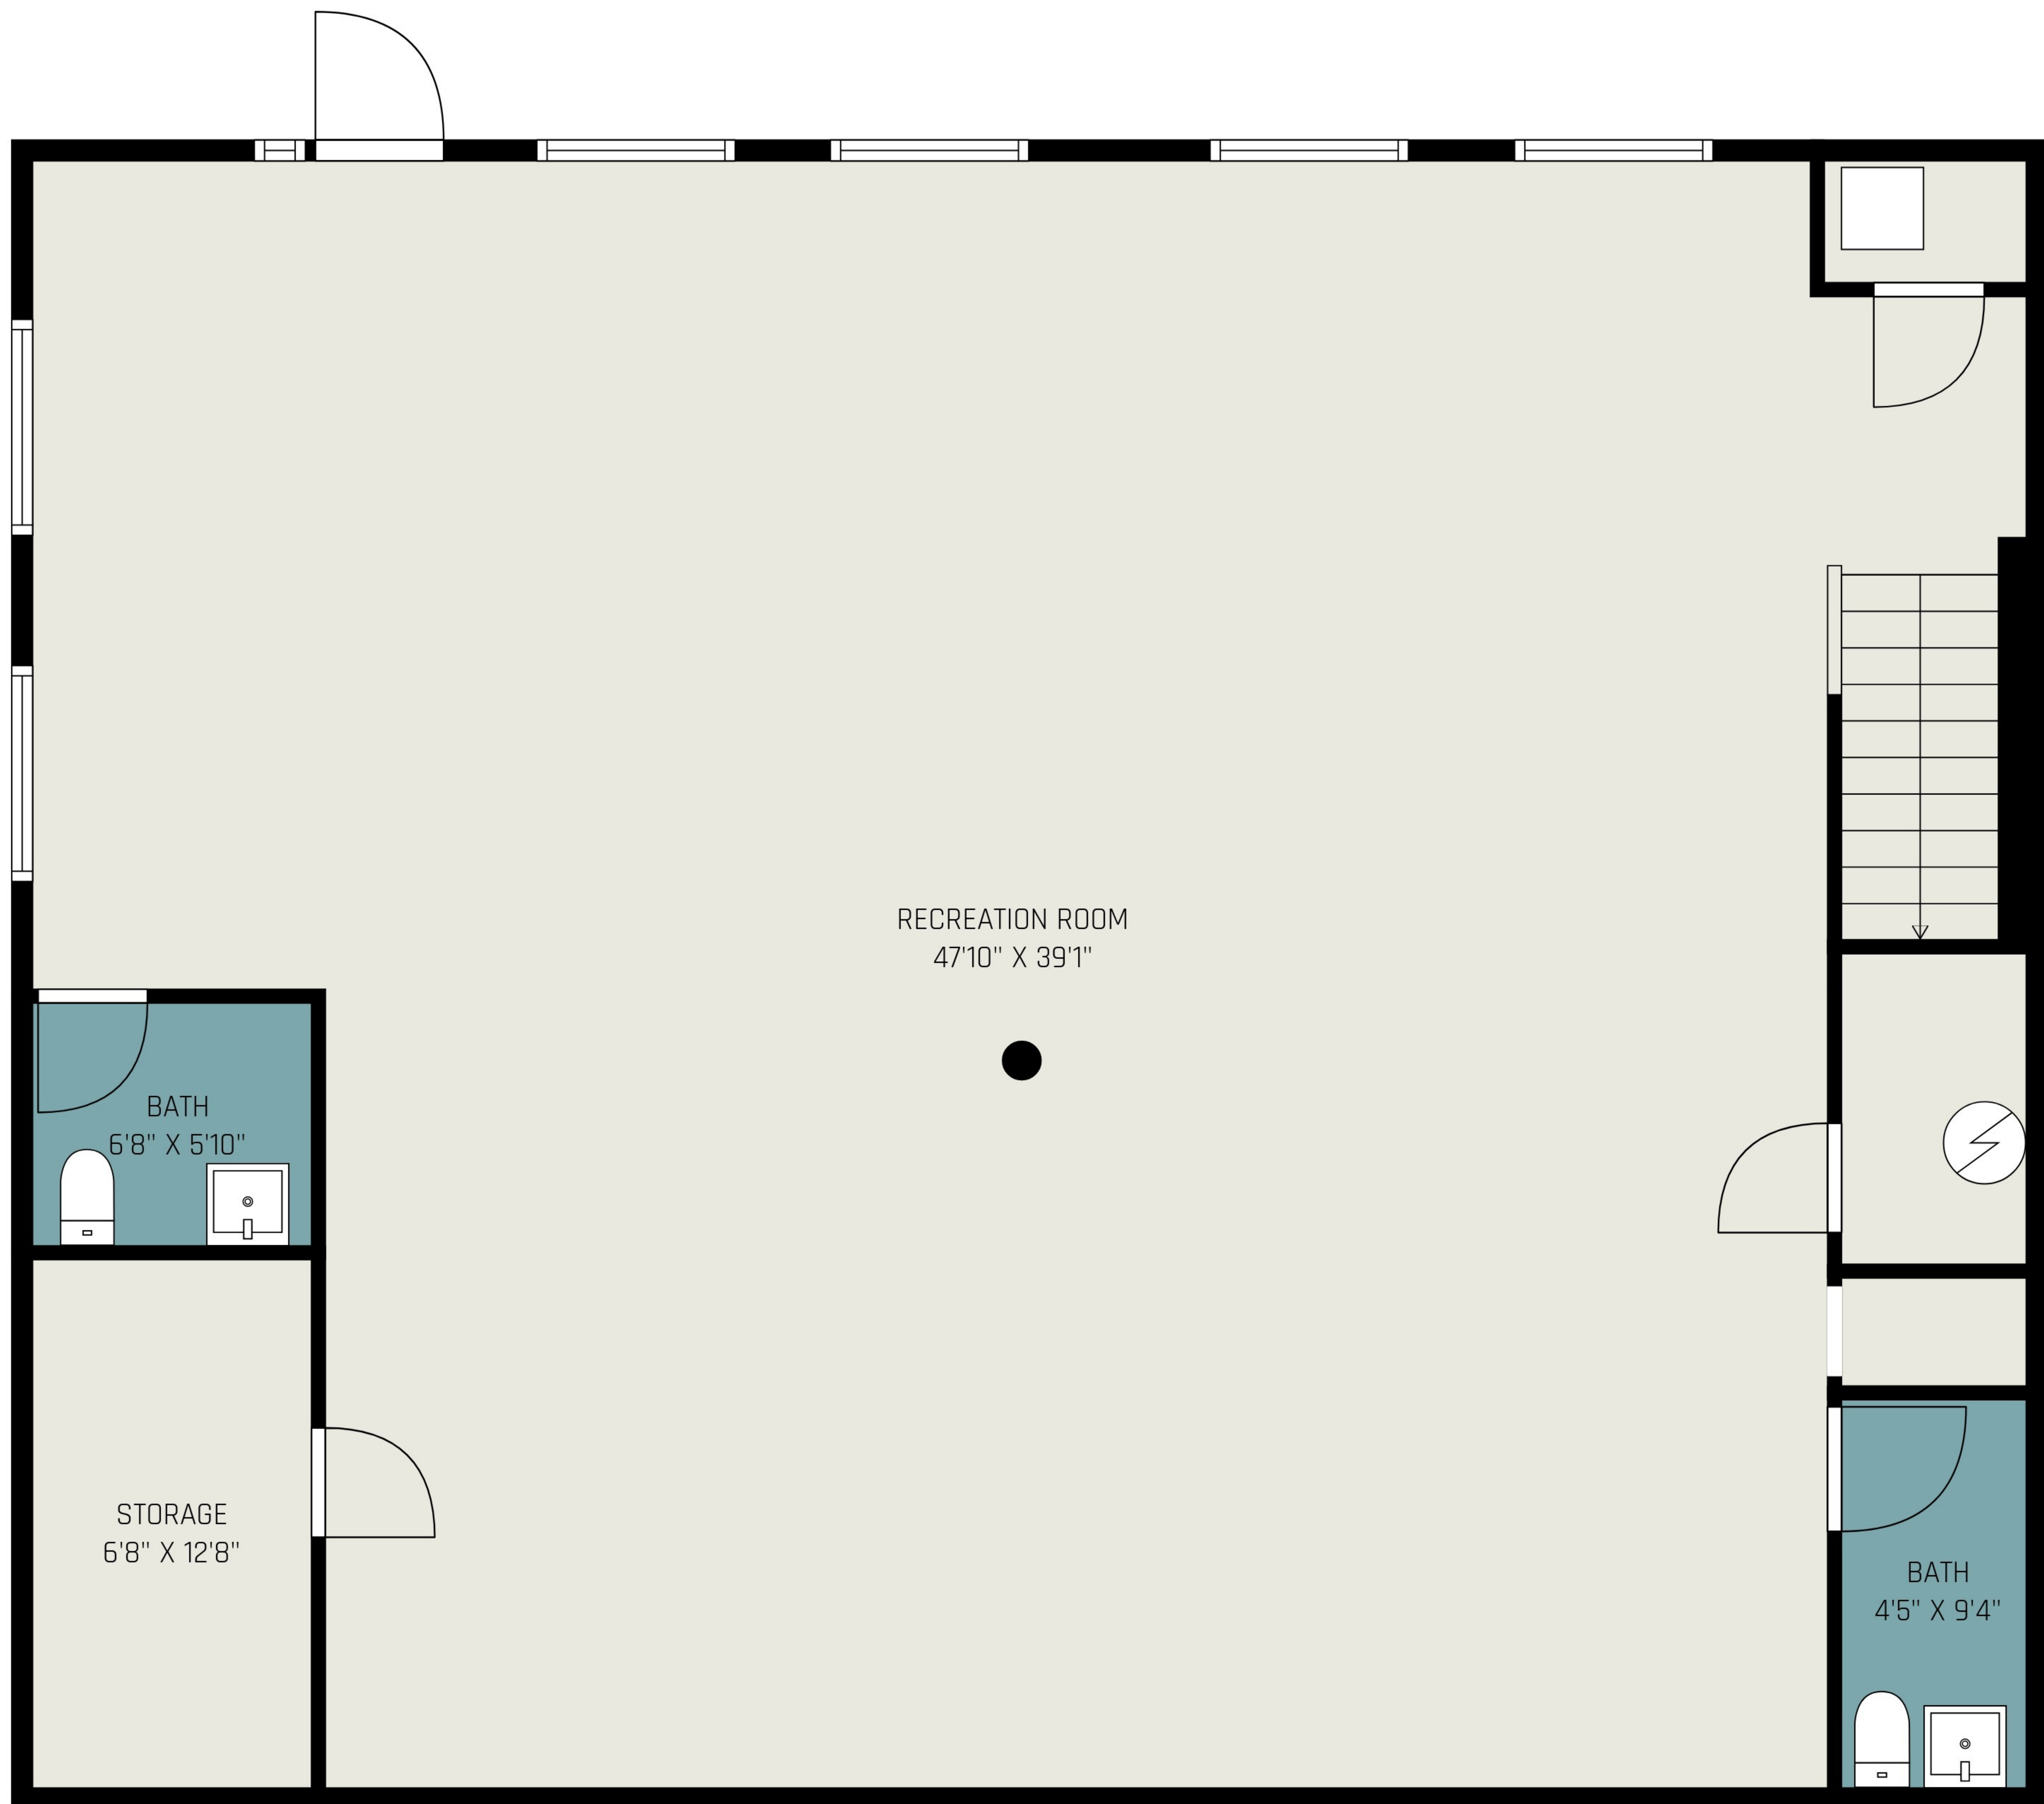 RECREATION ROOM
47'10" X 39'1"
BATH
6'8" X 5'10"
STORAGE
6'8" X 12'8"
BATH
4'5" X 9'4"